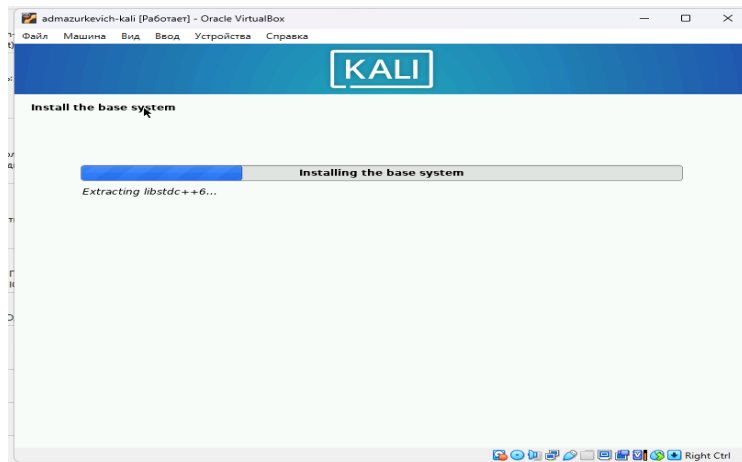 admazurkevich-kali [Работает] - Oracle VirtualBox
Файл Машина Вид Ввод Устройства Справка
KALI
Install the base system
Installing the base system
Extracting libstdc++6...
Right Ctrl